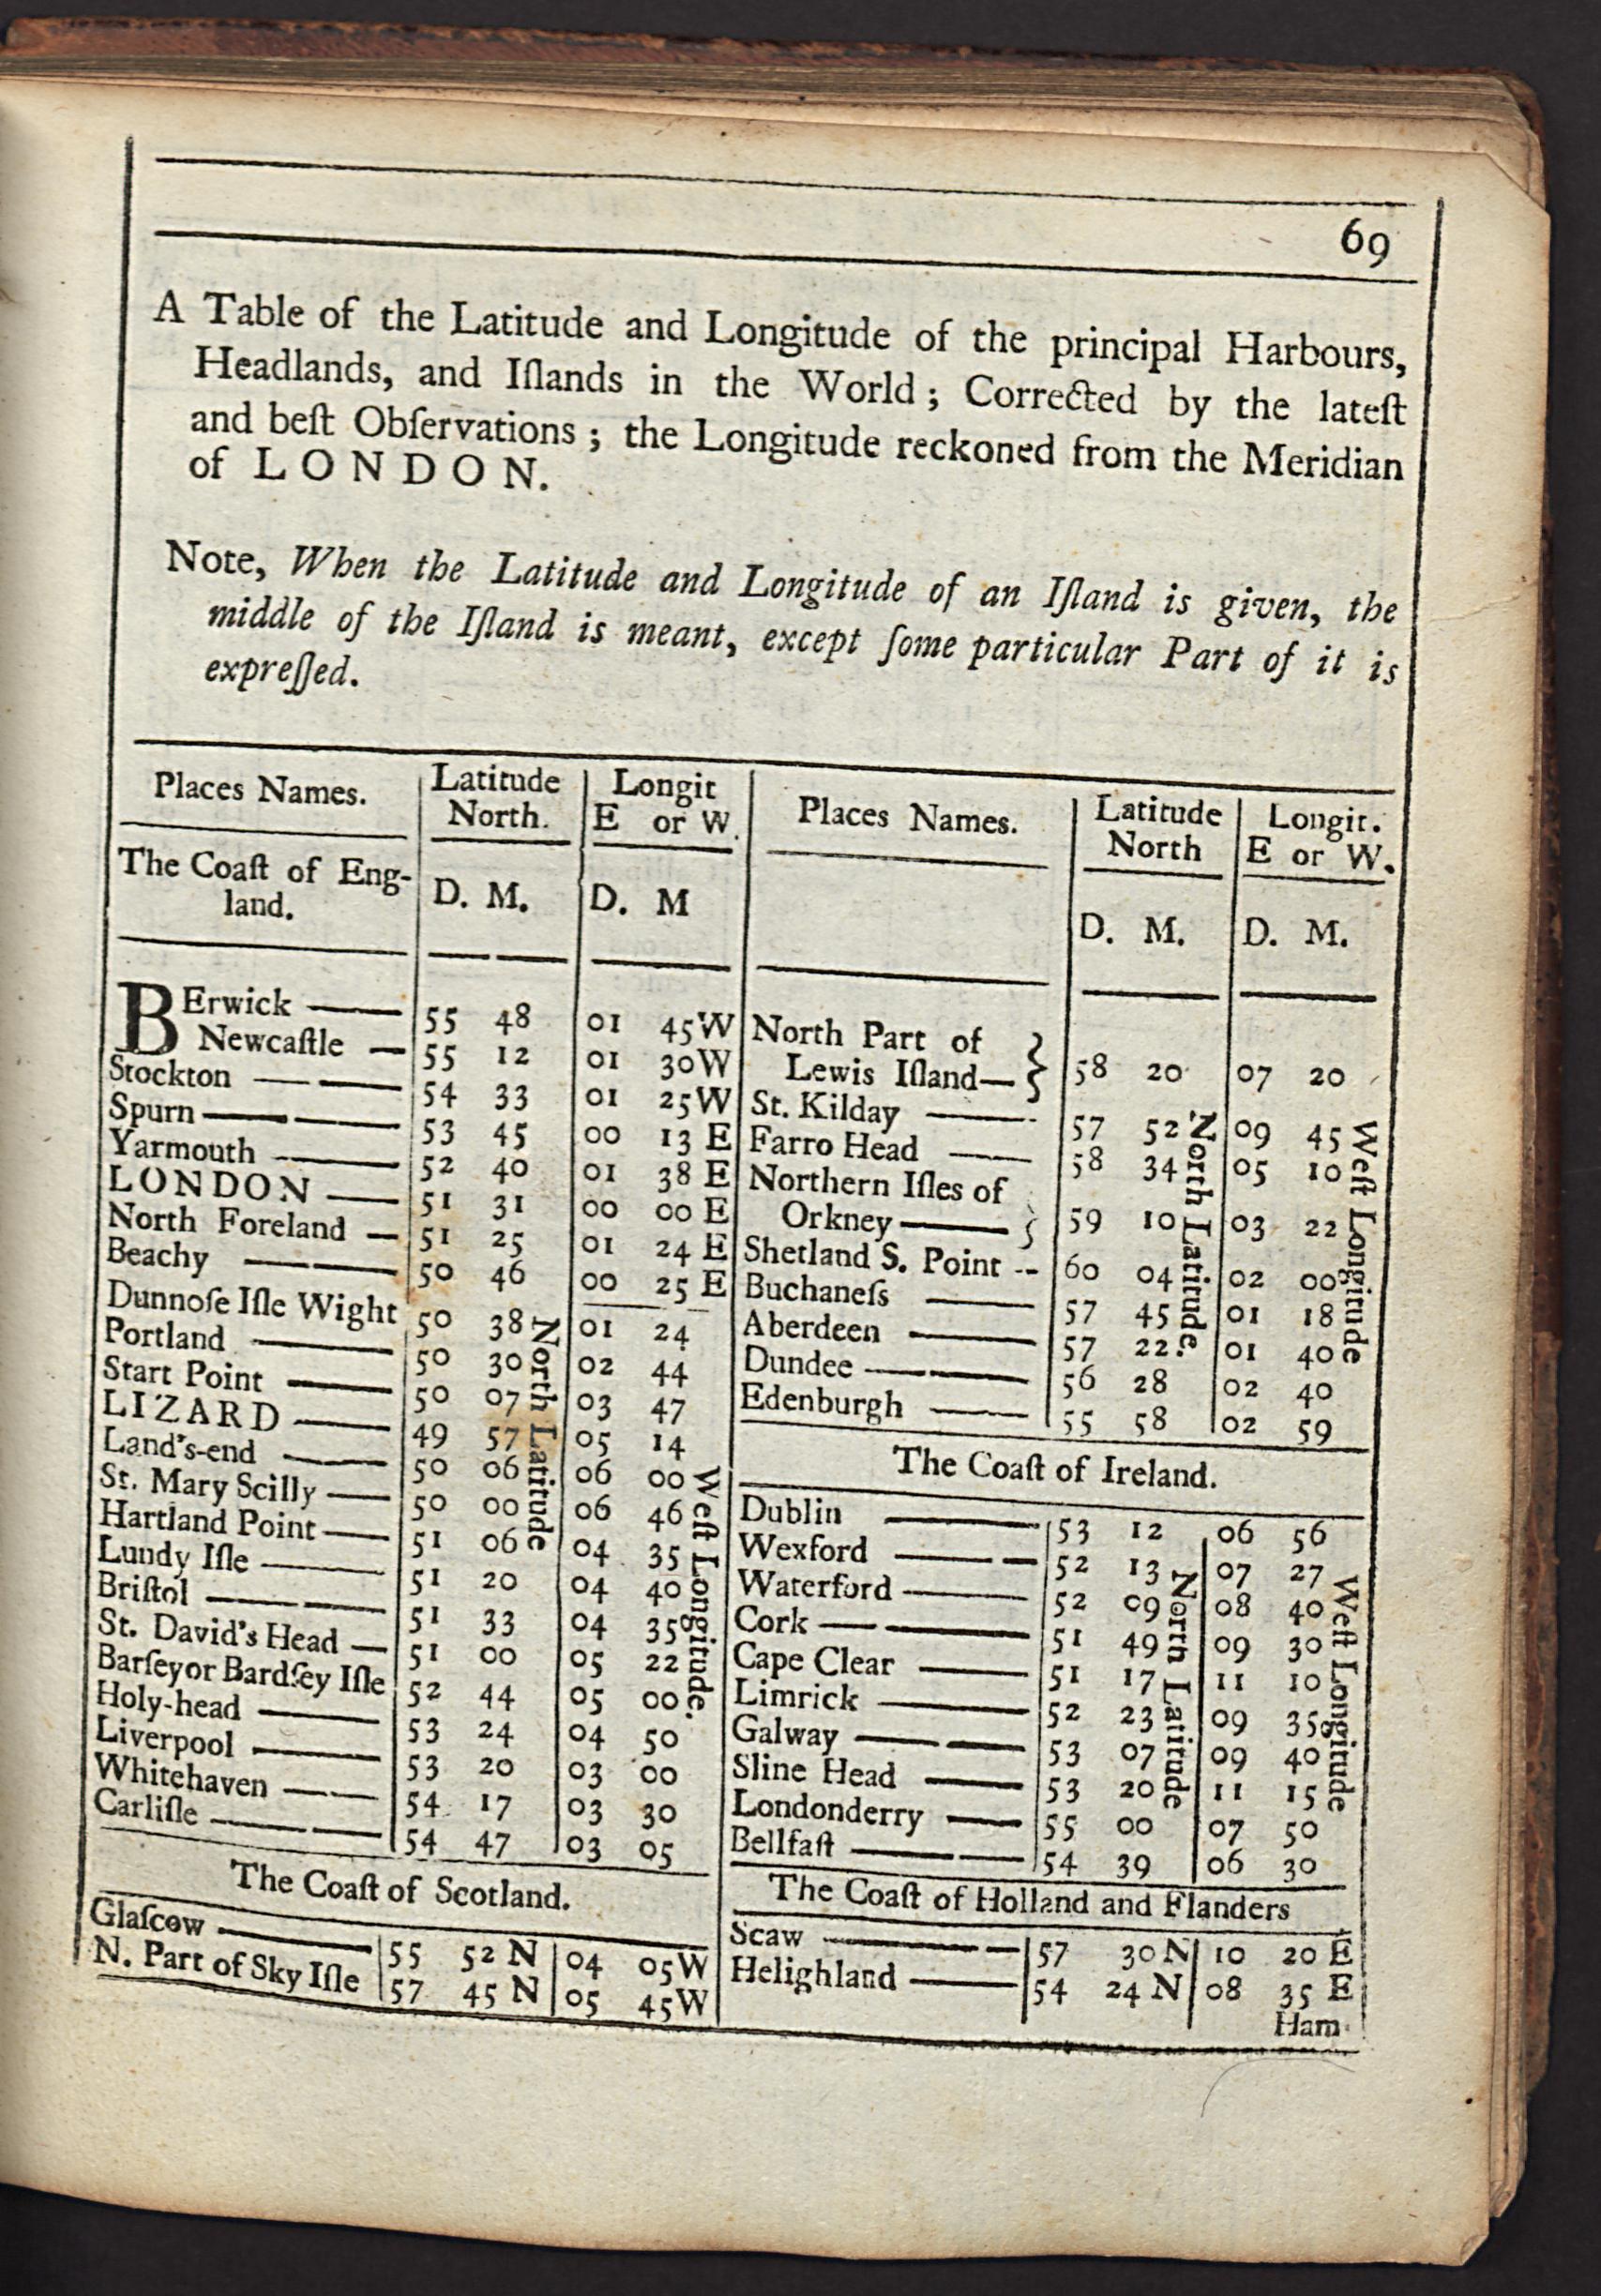 69
A Table of the Latitude and Longitude of the principal Harbours,
Headlands, and Iſlands in the World; Corrected by the lateſt
and beſt Obſervations; the Longitude reckoned from the Meridian
of LONDON.
Note, When the Latitude and Longitude of an Iſland is given, the
middle of the Iſland is meant, except ſome particular Part of it is
expreſſed.
Places Names. Latitude North. Longit E or W.
The Coaſt of Eng-
land.
D. M. D. M
BErwick 55 48 01 45 W
Newcaſtle 55 12 01 30 W
Stockton 54 33 01 25 W
Spurn 53 45 00 13 E
Yarmouth 52 40 01 38 E
LONDON 51 31 00 00 E
North Foreland 51 25 01 24 E
Beachy 50 46 00 25 E
Dunnoſe Iſle Wight 50 38 01 24
Portland 50 30 02 44
Start Point 50 07 03 47
LIZARD 49 57 05 14
Land's-end 50 06 06 00
St. Mary Scilly 50 00 06 46
Hartland Point 51 06 04 35
Lundy Iſle 51 20 04 40
Briſtol 51 33 04 35
St. David's Head 51 00 05 22
Barſey or Bardſey Iſle 52 44 05 00
Holy-head 53 24 04 50
Liverpool 53 20 03 00
Whitehaven 54 17 03 30
Carliſle 54 47 03 05
North Latitude
Weſt Longitude.
The Coaſt of Scotland.
Glaſcow 55 52 N 04 05 W
N. Part of Sky Iſle 57 45 N 05 45 W
Places Names. Latitude North Longit. E or W.
D. M. D. M.
North Part of
Lewis Iſland 58 20 07 20
St. Kilday 57 52 09 45
Farro Head 58 34 05 10
Northern Iſles of
Orkney 59 10 03 22
Shetland S. Point 60 04 02 00
Buchaneſs 57 45 01 18
Aberdeen 57 22 01 40
Dundee 56 28 02 40
Edenburgh 55 58 02 59
North Latitude.
Weſt Longitude
The Coaſt of Ireland.
Dublin 53 12 06 56
Wexford 52 13 07 27
Waterford 52 09 08 40
Cork 51 49 09 30
Cape Clear 51 17 11 10
Limrick 52 23 09 35
Galway 53 07 09 40
Sline Head 53 20 11 15
Londonderry 55 00 07 50
Bellfaſt 54 39 06 30
North Latitude
Weſt Longitude
The Coaſt of Holland and Flanders
Scaw 57 30 N 10 20 E
Helighland 54 24 N 08 35 E
Ham